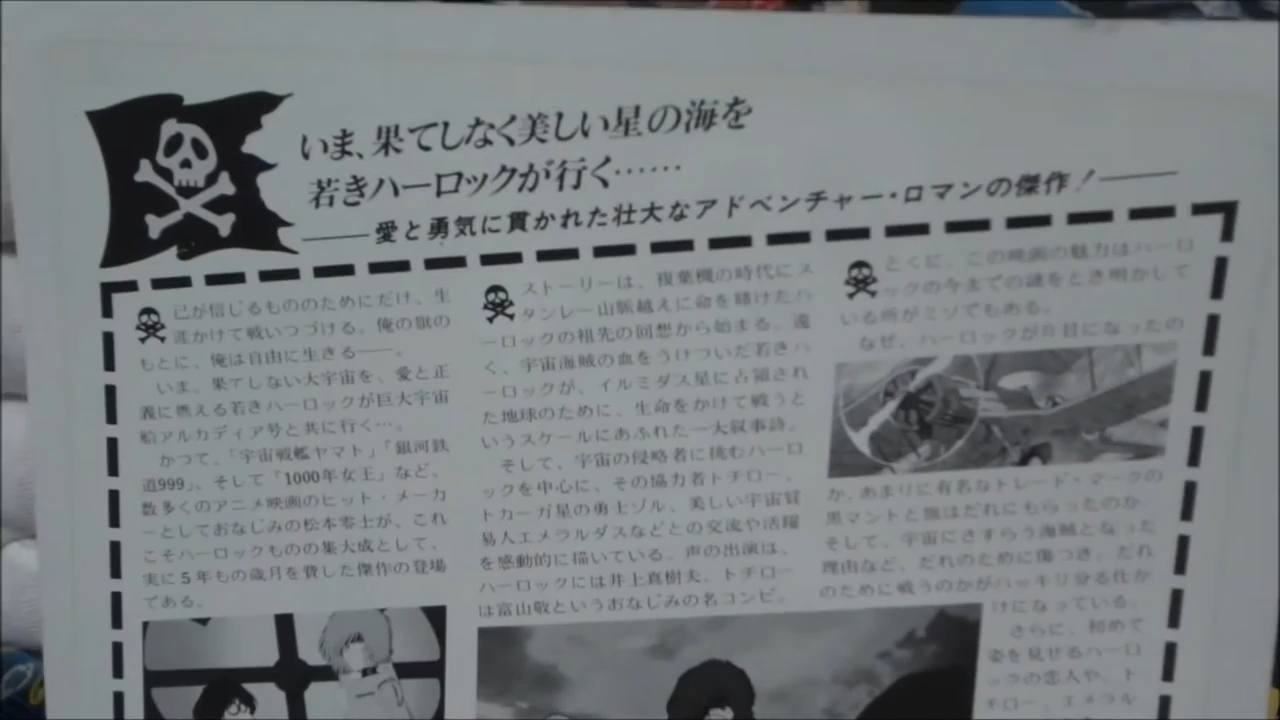 いま、果てしなく美しい星の海を
若きハーロックが行く……
――愛と勇気に貫かれた壮大なアドベンチャー・ロマンの傑作！――
己が信じるもののためにだけ、生
涯かけて戦いつづける。俺の旗の
もとに、俺は自由に生きる――。
いま、果てしない大宇宙を、愛と正
義に燃える若きハーロックが巨大宇宙
船アルカディア号と共に行く…。
かつて、「宇宙戦艦ヤマト」「銀河鉄
道999」、そして「1000年女王」など、
数多くのアニメ映画のヒット・メーカ
ーとしておなじみの松本零士が、これ
こそハーロックものの集大成として、
実に５年もの歳月を費した傑作の登場
である。
ストーリーは、複葉機の時代にス
タンレー山脈越えに命を賭けたハ
ーロックの祖先の回想から始まる。遠
く、宇宙海賊の血をうけついだ若きハ
ーロックが、イルミダス星に占領され
た地球のために、生命をかけて戦うと
いうスケールにあふれた一大叙事詩。
そして、宇宙の侵略者に挑むハーロ
ックを中心に、その協力者トチロー、
トカーガ星の勇士ゾル、美しい宇宙貿
易人エメラルダスなどとの交流や活躍
を感動的に描いている。声の出演は、
ハーロックには井上真樹夫、トチロー
は富山敬というおなじみの名コンビ。
とくに、この映画の魅力はハーロ
ックの今までの謎をとき明かして
いる所がミソでもある。
なぜ、ハーロックが片目になったの
か、あまりに有名なトレード・マークの
黒マントと旗はだれにもらったのか、
そして、宇宙にさすらう海賊となった
理由など、だれのために傷つき、だれ
のために戦うのかがハッキリ分る仕か
けになっている。
さらに、初めて
姿を見せるハーロ
ックの恋人や、ト
チロー、エメラル